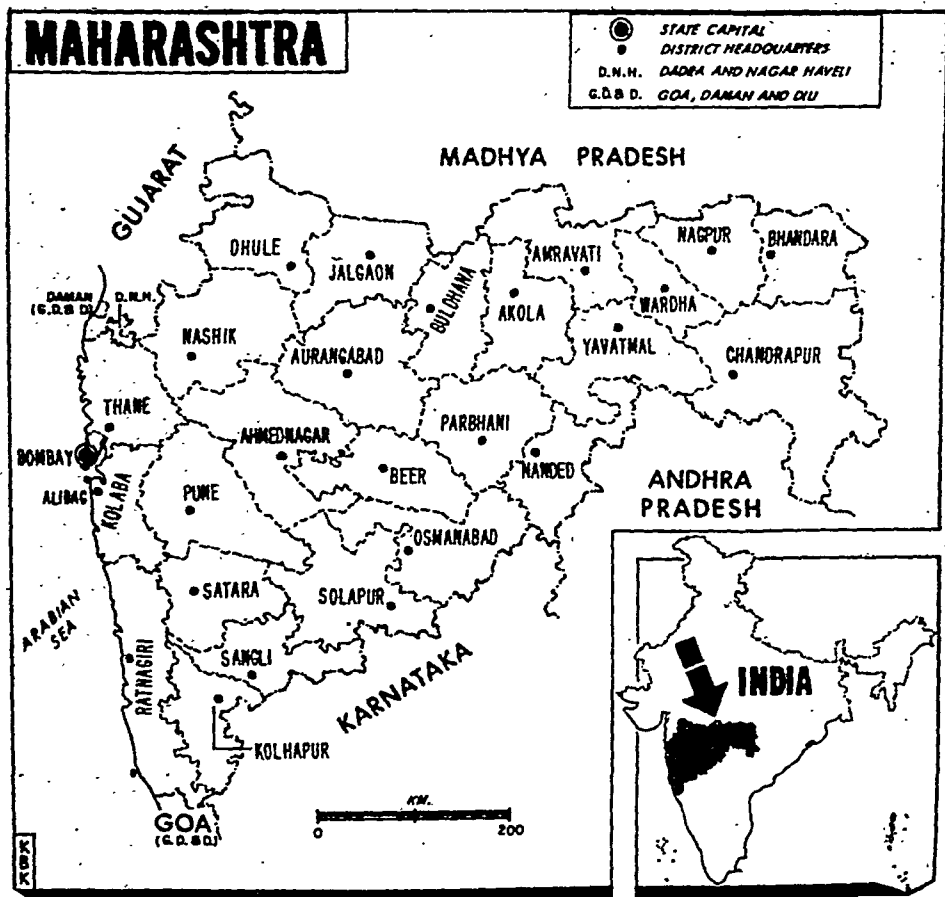 MAHARASHTRA
STATE CAPITAL
DISTRICT HEADQUARTERS
D.N.H. DADRA AND NAGAR HAVELI
G.D.& D. GOA, DAMAN AND DIU
GUJARAT
MADHYA PRADESH
DHULE
JALGAON
BULDHANA
AMRAVATI
NAGPUR
BHANDARA
DAMAN
(G.D.& D)
D.N.H.
NASHIK
AKOLA
WARDHA
AURANGABAD
YAVATMAL
CHANDRAPUR
THANE
AHMEDNAGAR
PARBHANI
BOMBAY
BEER
NANDED
ALIBAG
KOLABA
PUNE
ANDHRA
PRADESH
OSMANABAD
SATARA
SOLAPUR
ARABIAN
SEA
RATNAGIRI
SANGLI
KARNATAKA
INDIA
KOLHAPUR
KM.
0 200
GOA
(G.D.& D.)
KBK